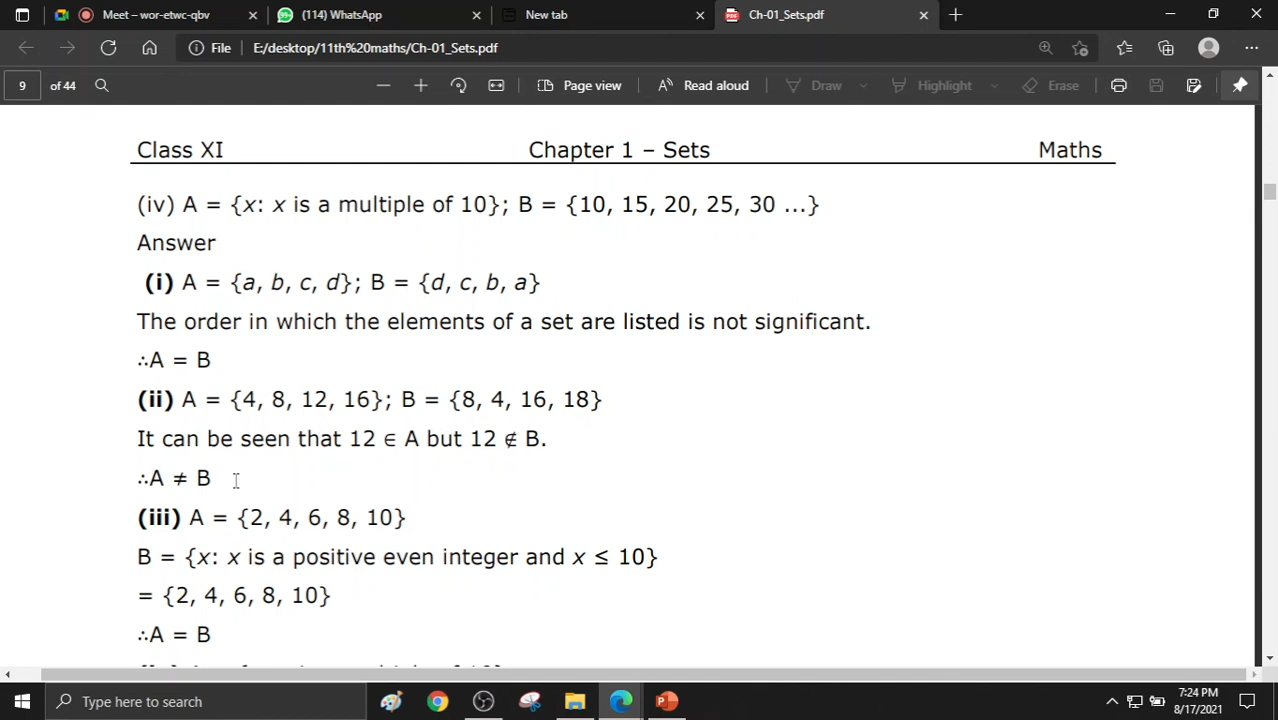 Meet – wor-etwc-qbv
(114) WhatsApp
New tab
Ch-01_Sets.pdf
File E:/desktop/11th%20maths/Ch-01_Sets.pdf
9 of 44 Page view Read aloud Draw Highlight Erase
Class XI Chapter 1 – Sets Maths
(iv) A = {x: x is a multiple of 10}; B = {10, 15, 20, 25, 30 ...}
Answer
(i) A = {a, b, c, d}; B = {d, c, b, a}
The order in which the elements of a set are listed is not significant.
∴A = B
(ii) A = {4, 8, 12, 16}; B = {8, 4, 16, 18}
It can be seen that 12 ∈ A but 12 ∉ B.
∴A ≠ B
(iii) A = {2, 4, 6, 8, 10}
B = {x: x is a positive even integer and x ≤ 10}
= {2, 4, 6, 8, 10}
∴A = B
Type here to search
7:24 PM
8/17/2021